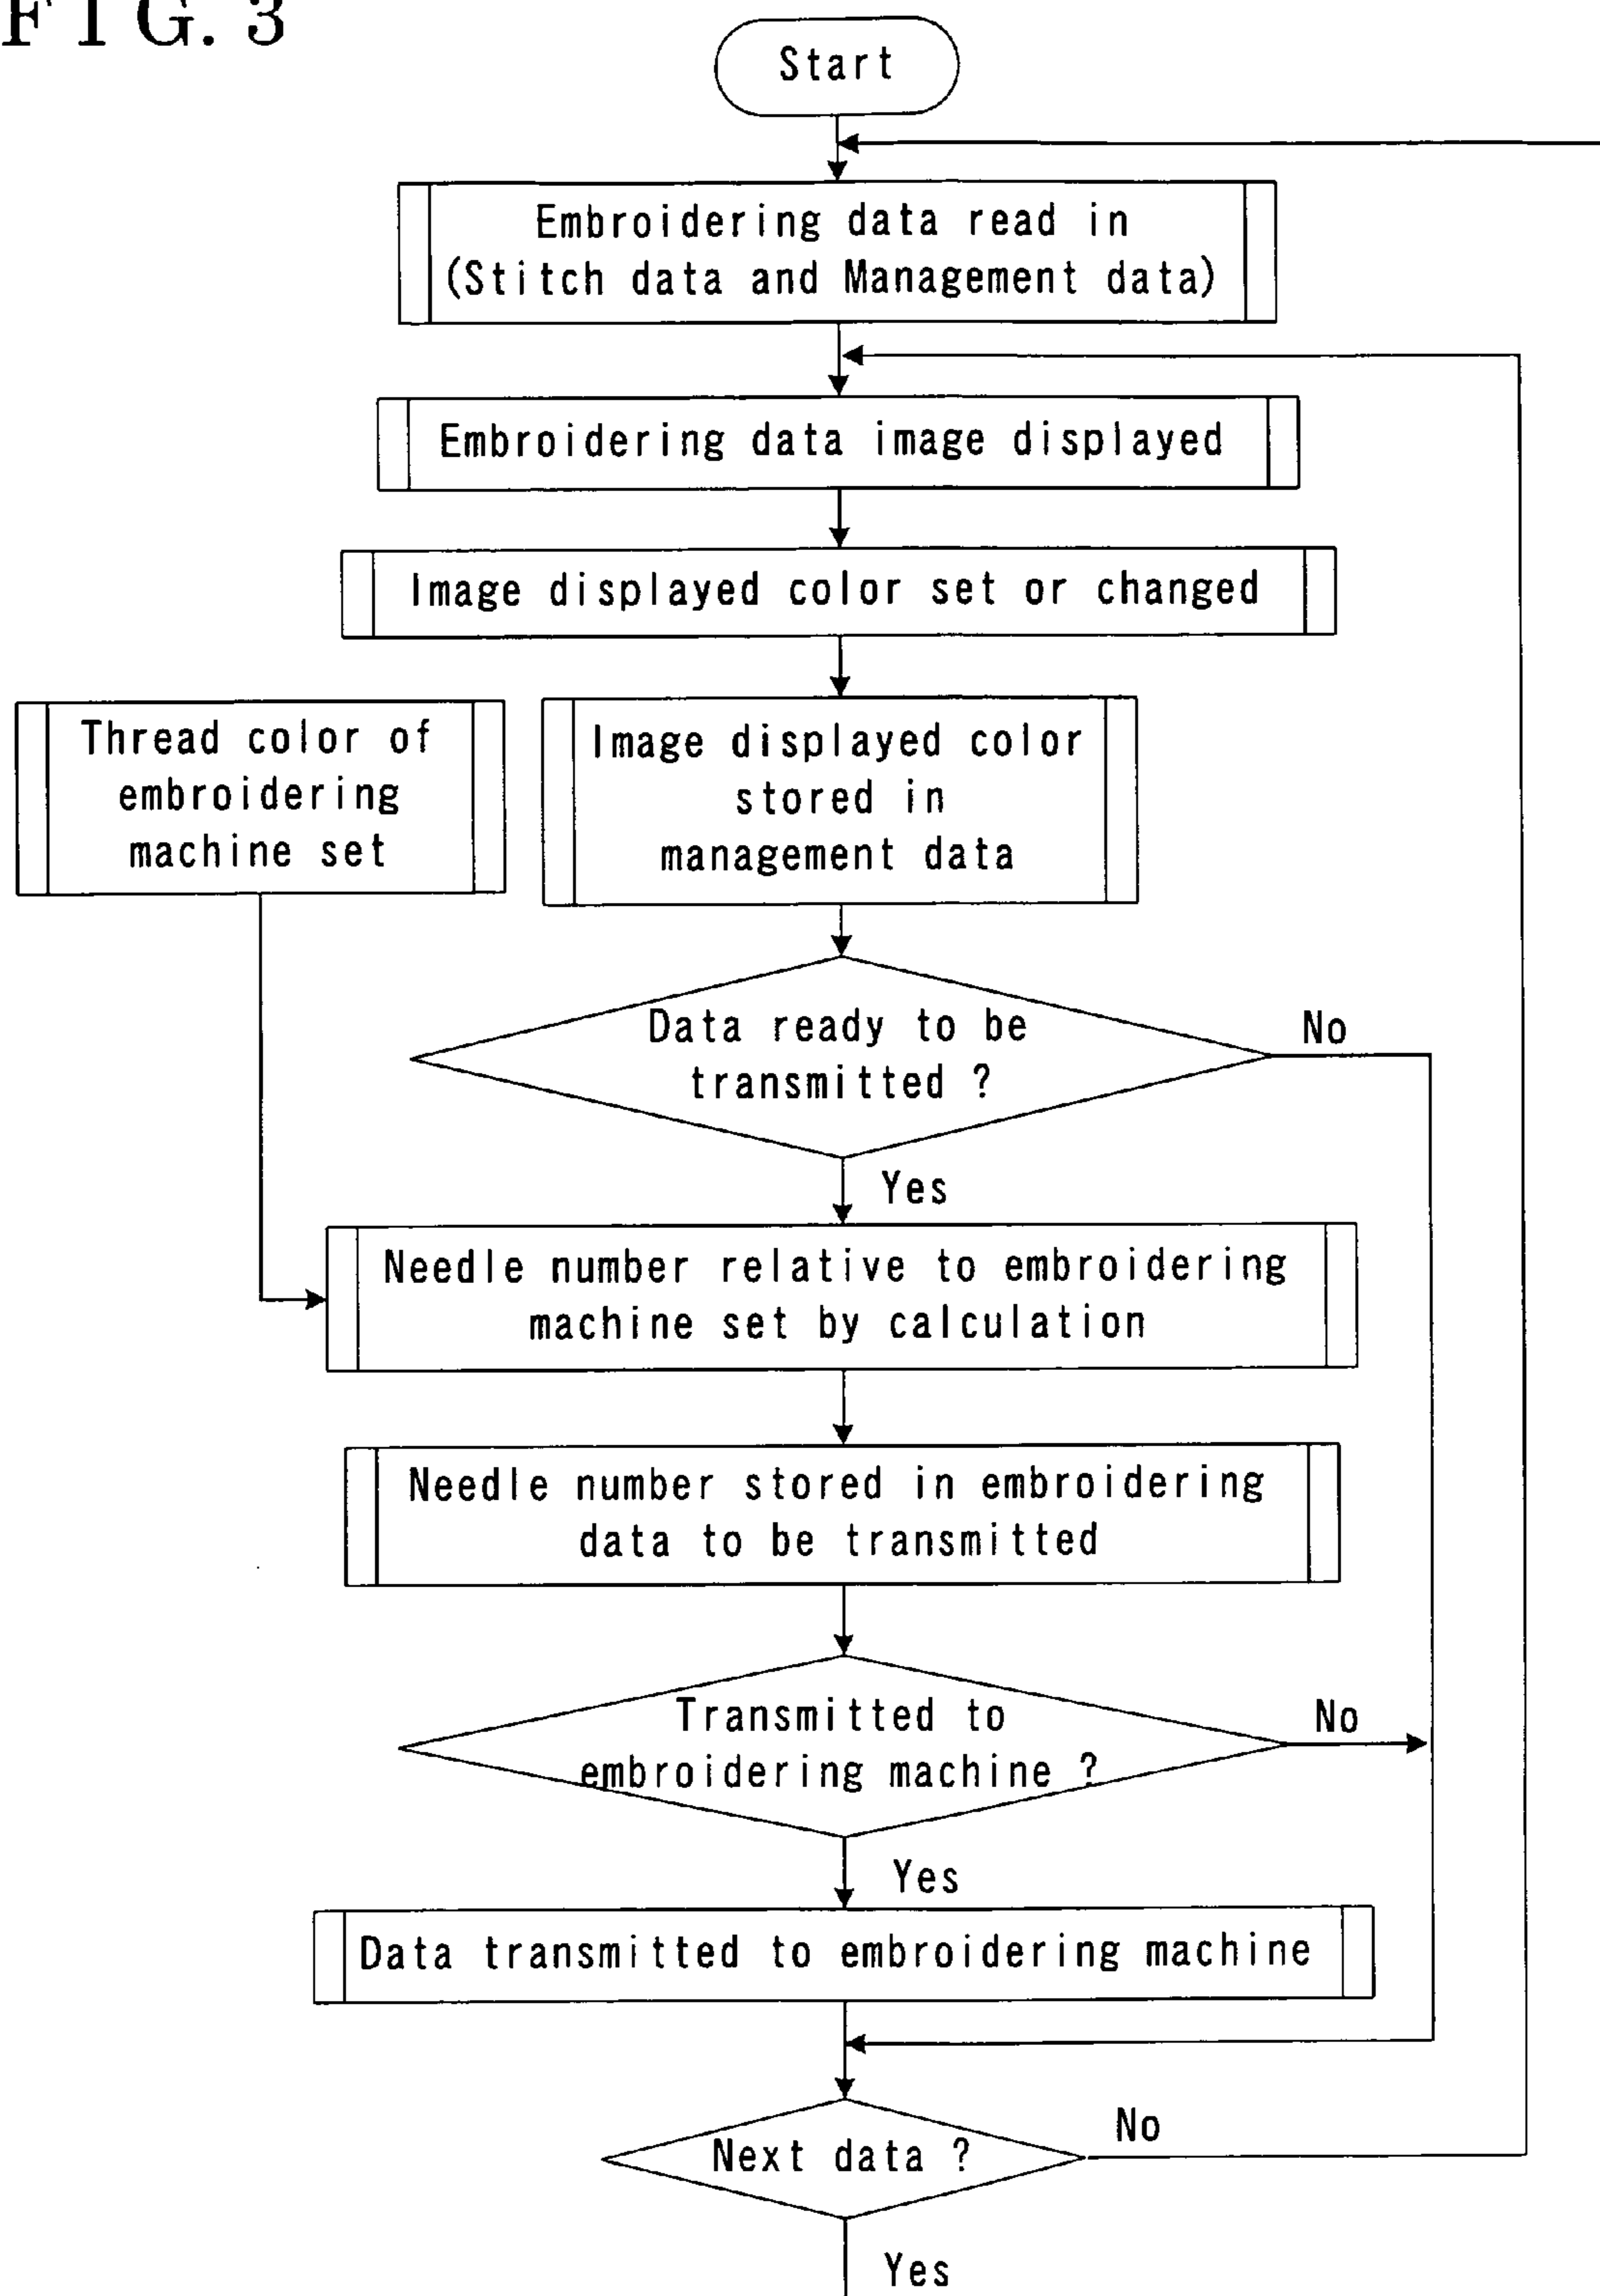 FIG. 3
Start
Embroidering data read in
(Stitch data and Management data)
Embroidering data image displayed
Image displayed color set or changed
Thread color of
embroidering
machine set
Image displayed color
stored in
management data
Data ready to be
transmitted ?
No
Yes
Needle number relative to embroidering
machine set by calculation
Needle number stored in embroidering
data to be transmitted
Transmitted to
embroidering machine ?
No
Yes
Data transmitted to embroidering machine
Next data ?
No
Yes